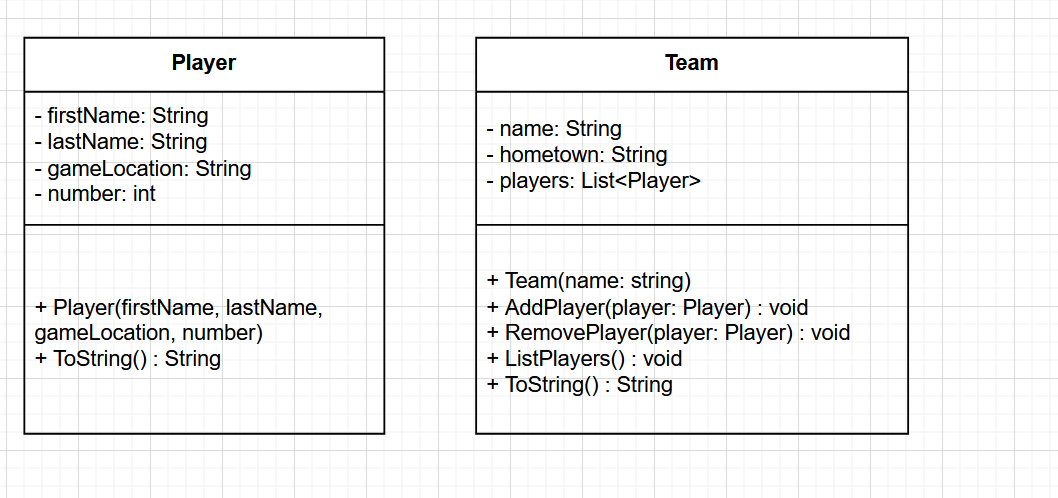 Player
- firstName: String
- lastName: String
- gameLocation: String
- number: int
+ Player(firstName, lastName,
gameLocation, number)
+ ToString() : String
Team
- name: String
- hometown: String
- players: List<Player>
+ Team(name: string)
+ AddPlayer(player: Player) : void
+ RemovePlayer(player: Player) : void
+ ListPlayers() : void
+ ToString() : String